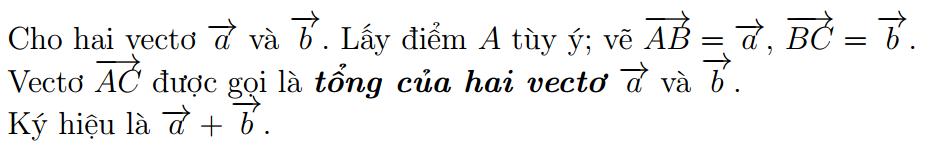 Cho hai vectơ $\overrightarrow{a}$ và $\overrightarrow{b}$. Lấy điểm $A$ tùy ý; vẽ $\overrightarrow{AB} = \overrightarrow{a}$, $\overrightarrow{BC} = \overrightarrow{b}$.
Vectơ $\overrightarrow{AC}$ được gọi là tổng của hai vectơ $\overrightarrow{a}$ và $\overrightarrow{b}$.
Ký hiệu là $\overrightarrow{a} + \overrightarrow{b}$.